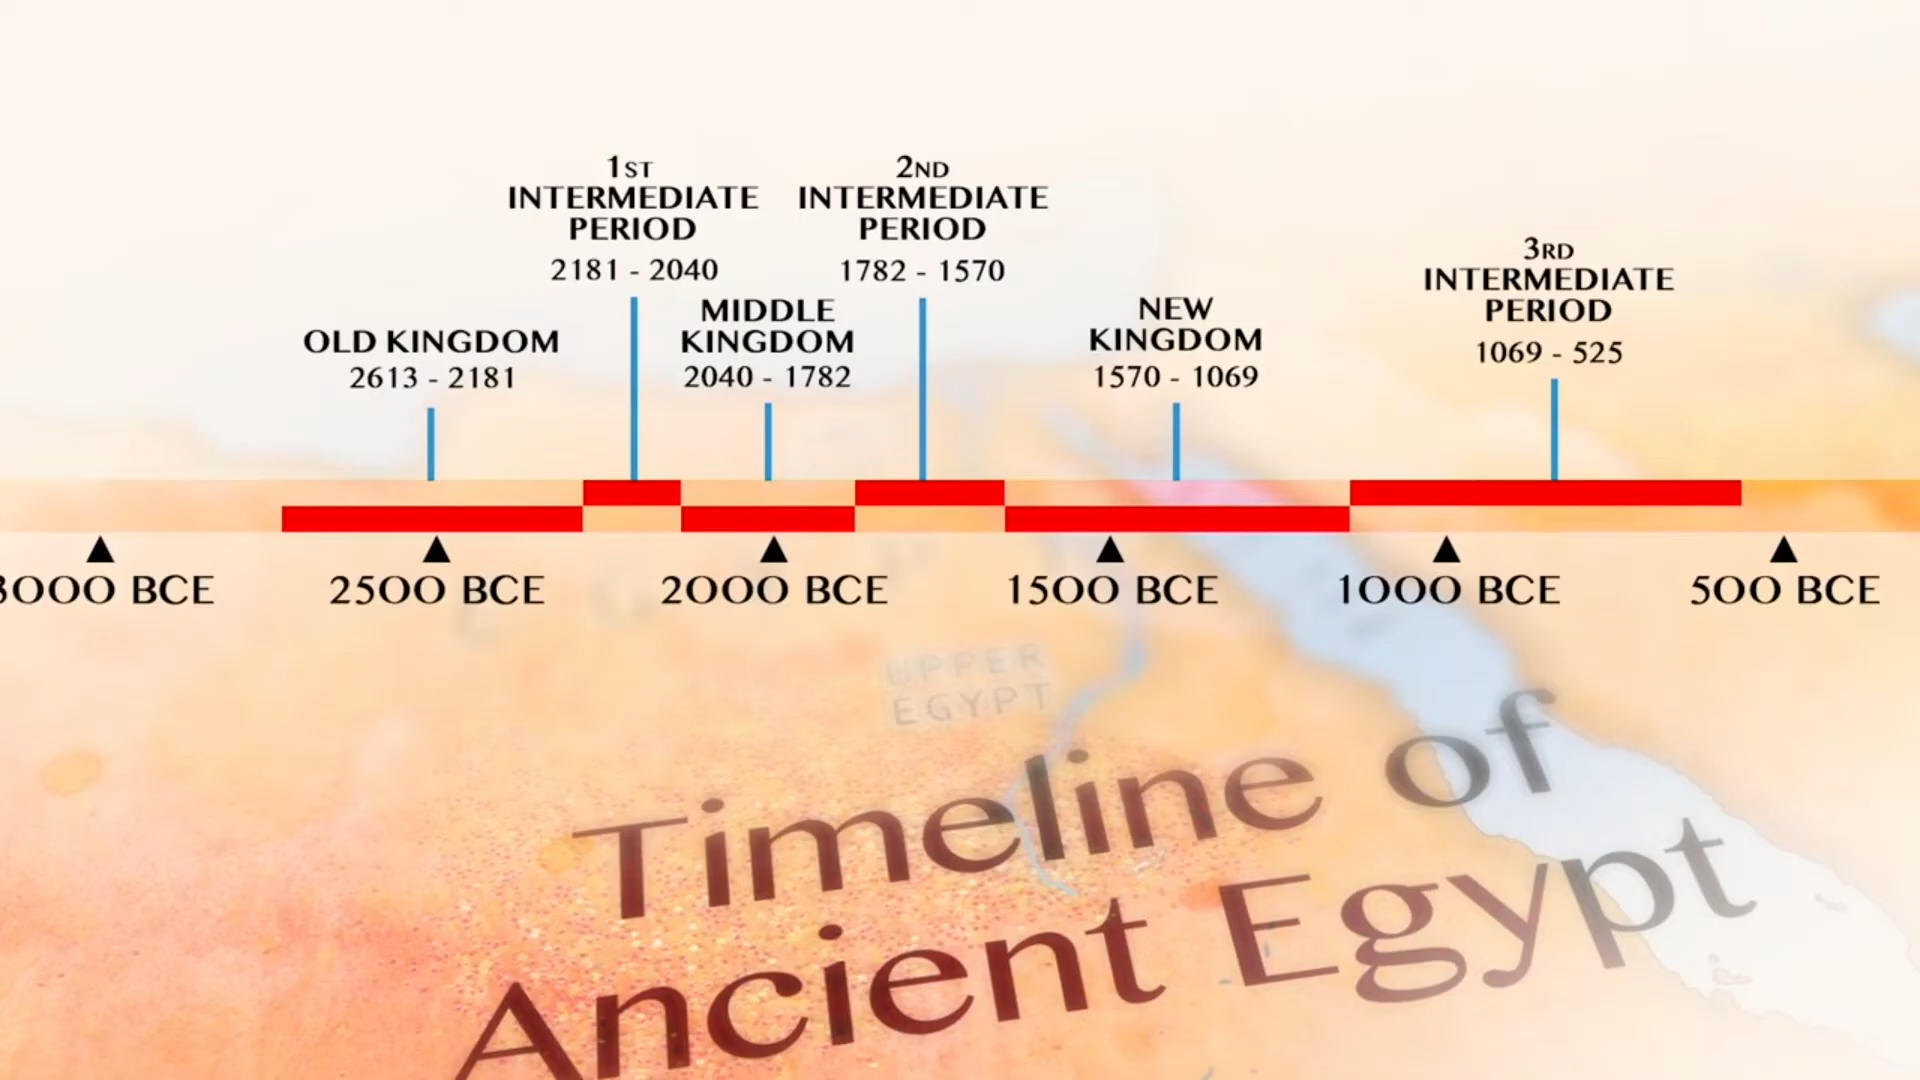 1ST
INTERMEDIATE
PERIOD
2181 - 2040
2ND
INTERMEDIATE
PERIOD
1782 - 1570
3RD
INTERMEDIATE
PERIOD
1069 - 525
OLD KINGDOM
2613 - 2181
MIDDLE
KINGDOM
2040 - 1782
NEW
KINGDOM
1570 - 1069
3000 BCE
2500 BCE
2000 BCE
1500 BCE
1000 BCE
500 BCE
UPPER
EGYPT
Timeline of
Ancient Egypt